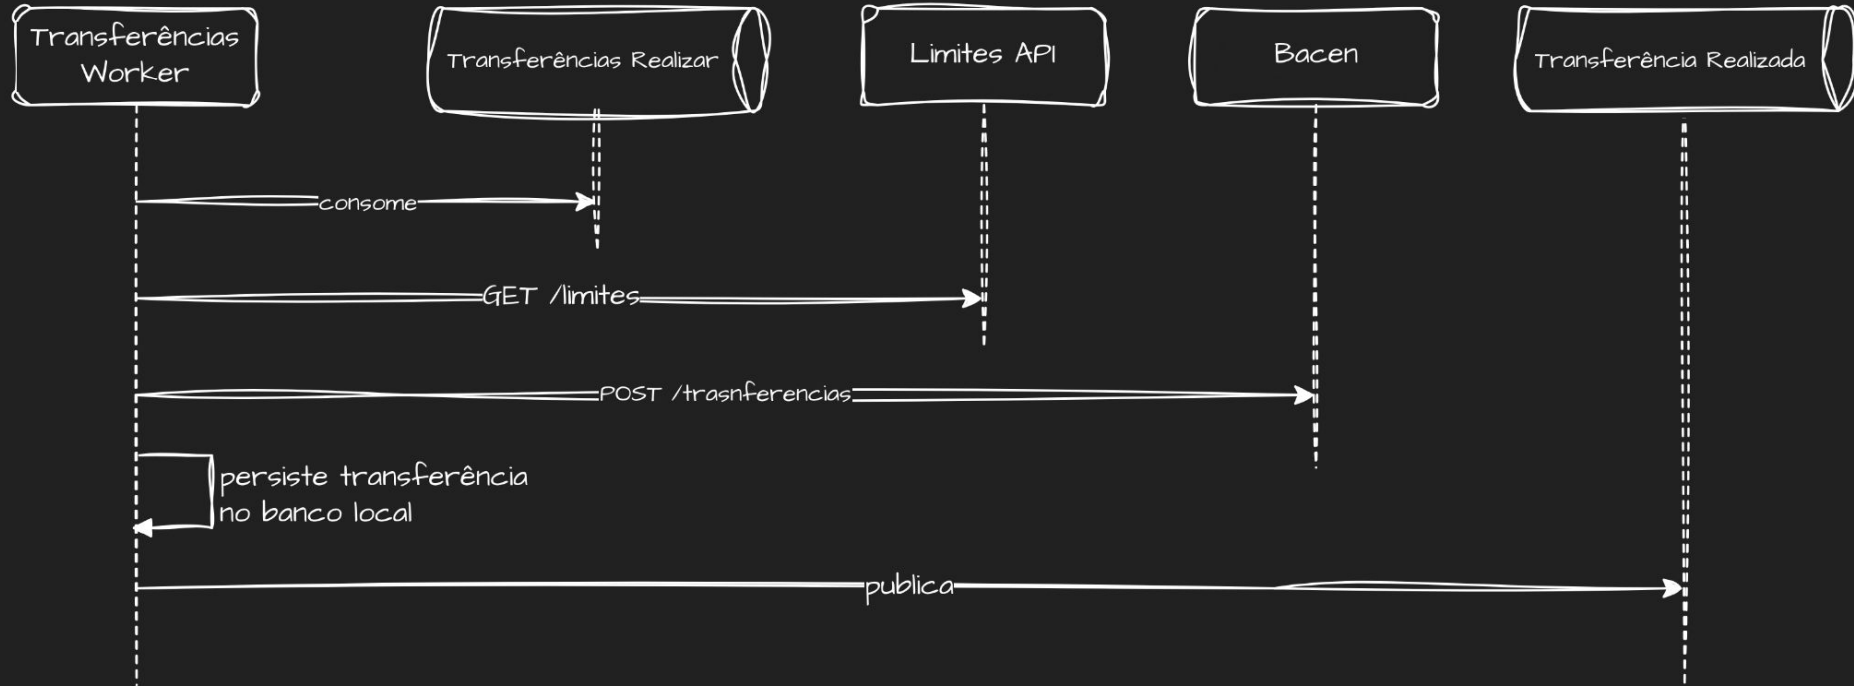 Transferências
Worker
Transferências Realizar
Limites API
Bacen
Transferência Realizada
consome
GET /limites
POST /trasnferencias
persiste transferência
no banco local
publica